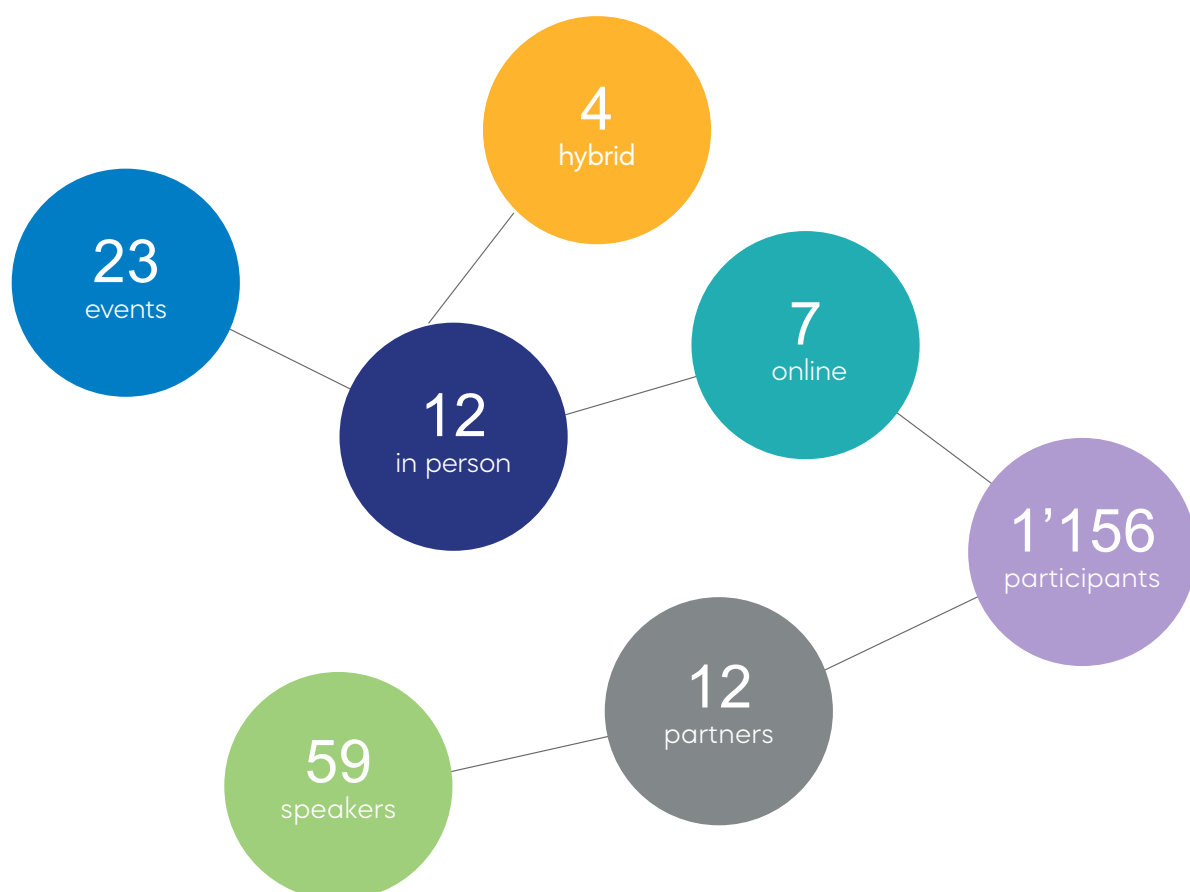 4
hybrid
23
events
7
online
12
in person
1’156
participants
12
partners
59
speakers